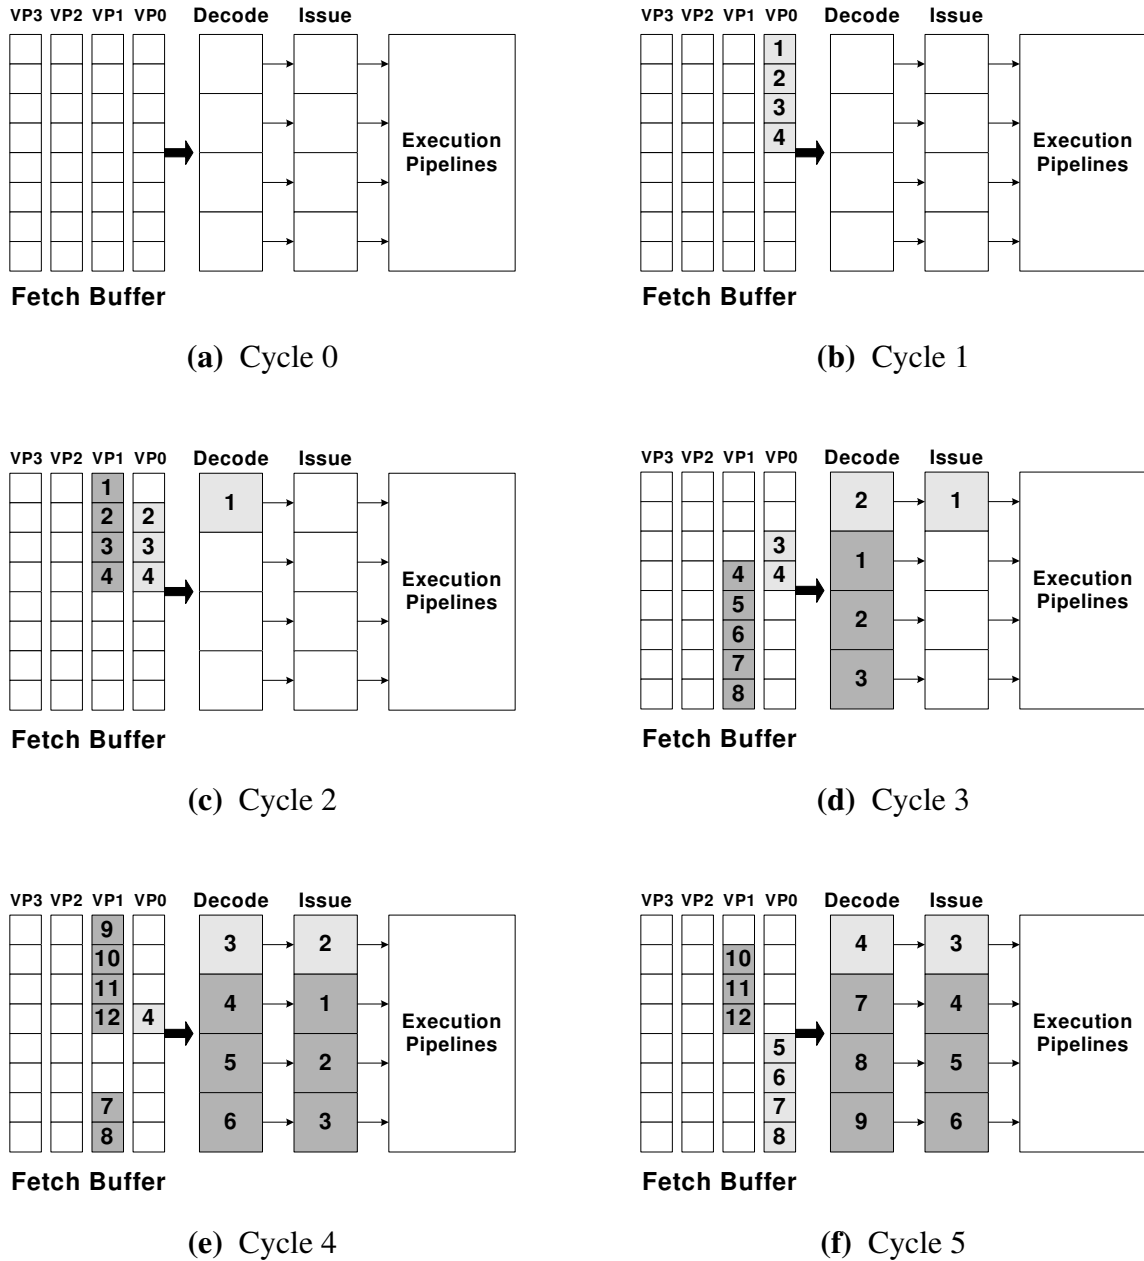 VP3 VP2 VP1 VP0 Decode Issue
Execution
Pipelines
Fetch Buffer
(a) Cycle 0
VP3 VP2 VP1 VP0 Decode Issue
1
2
3
4
Execution
Pipelines
Fetch Buffer
(b) Cycle 1
VP3 VP2 VP1 VP0 Decode Issue
1
2 2
3 3
4 4
1
Execution
Pipelines
Fetch Buffer
(c) Cycle 2
VP3 VP2 VP1 VP0 Decode Issue
3
4 4
5
6
7
8
2 1
1
2
3
Execution
Pipelines
Fetch Buffer
(d) Cycle 3
VP3 VP2 VP1 VP0 Decode Issue
9
10
11
12 4
7
8
3 2
4 1
5 2
6 3
Execution
Pipelines
Fetch Buffer
(e) Cycle 4
VP3 VP2 VP1 VP0 Decode Issue
10
11
12
5
6
7
8
4 3
7 4
8 5
9 6
Execution
Pipelines
Fetch Buffer
(f) Cycle 5